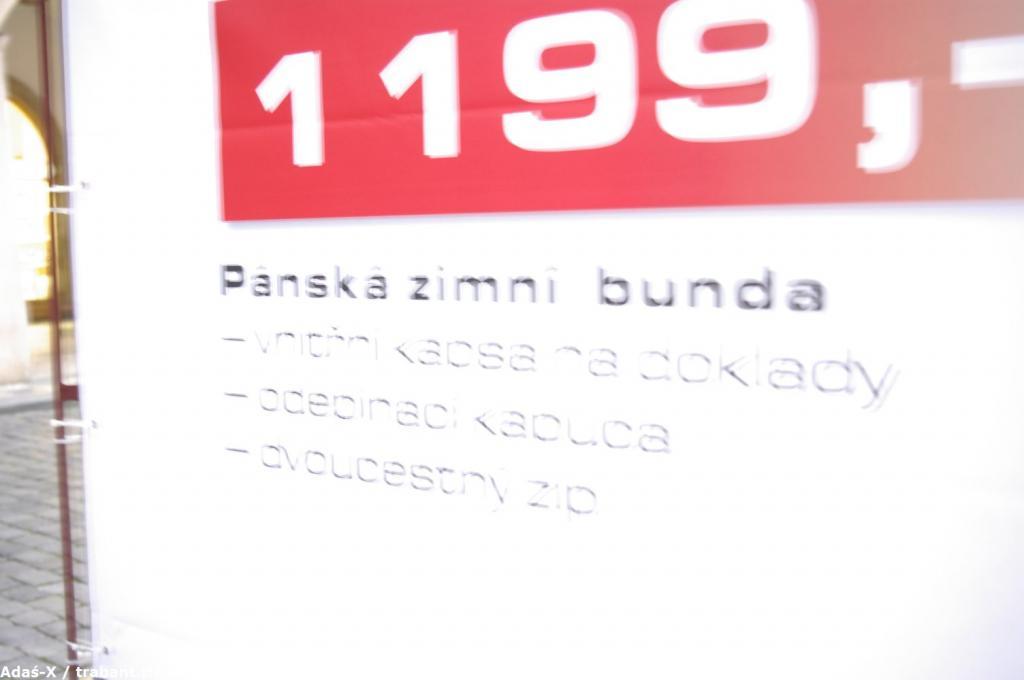 1199,-
Pánská zimní bunda
– vnitřní kapsa na doklady
– odepínací kapuca
– dvoucestný zip
Adaś-X / trabant.